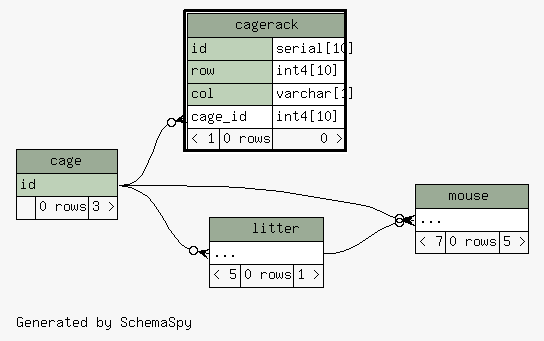 cagerack
id serial[10]
row int4[10]
col varchar[1]
cage_id int4[10]
< 1 0 rows 0 >
cage
id
0 rows 3 >
mouse
...
< 7 0 rows 5 >
litter
...
< 5 0 rows 1 >
Generated by SchemaSpy